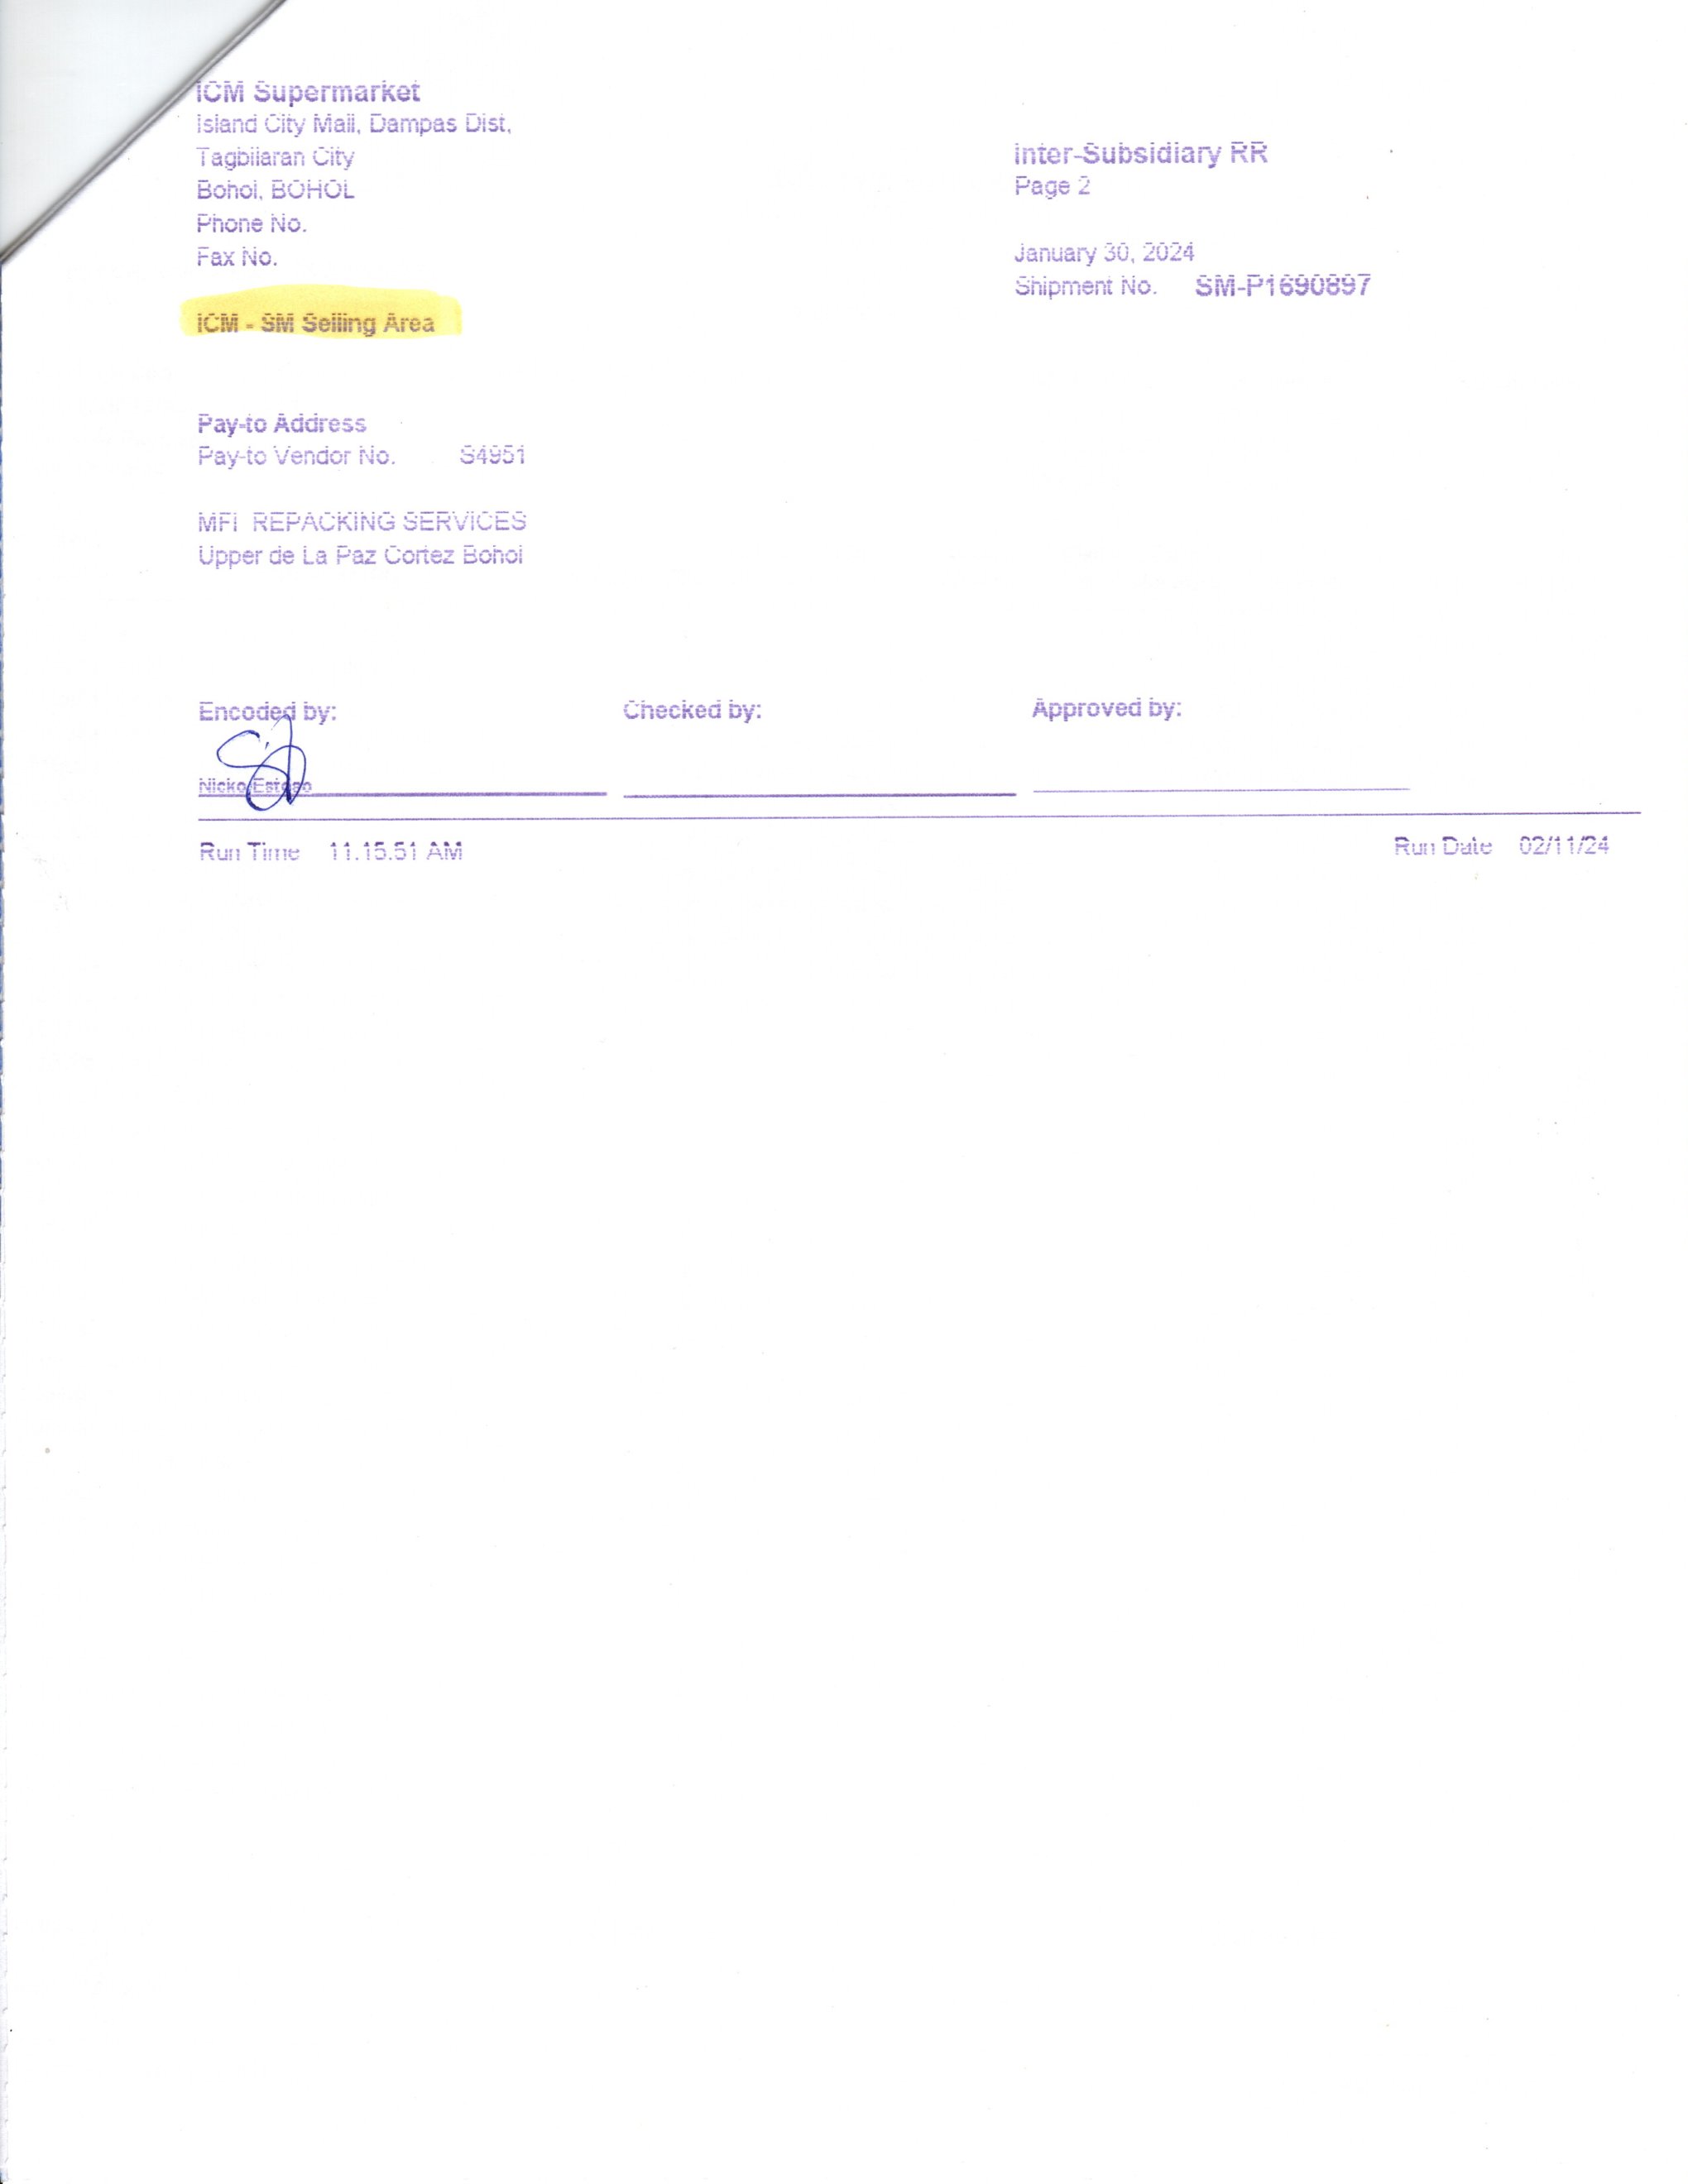 ICM Supermarket
Island City Mall, Dampas Dist,
Tagbilaran City
Bohol, BOHOL
Phone No.
Fax No.
Inter-Subsidiary RR
Page 2
January 30, 2024
Shipment No. SM-P1690897
ICM - SM Selling Area
Pay-to Address
Pay-to Vendor No. S4951
MFI REPACKING SERVICES
Upper de La Paz Cortez Bohol
Encoded by: Checked by: Approved by:
Nicko
Run Time 11.15.51 AM Run Date 02/11/24